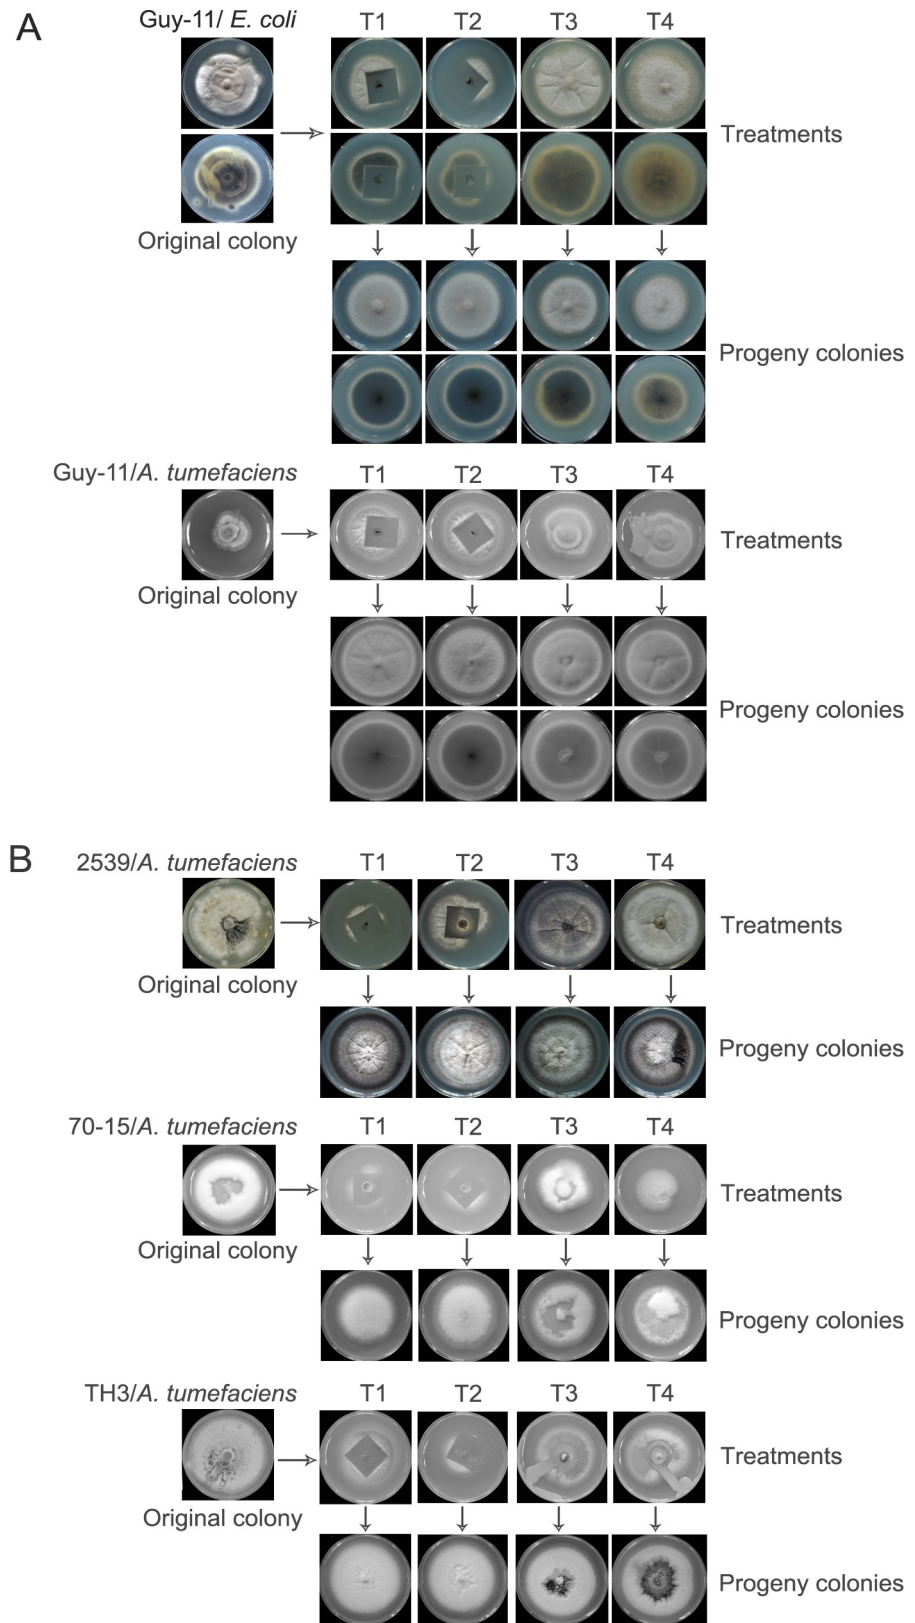 A
Guy-11/ E. coli
T1 T2 T3 T4
Treatments
Original colony
Progeny colonies
Guy-11/A. tumefaciens
T1 T2 T3 T4
Treatments
Original colony
Progeny colonies
B
2539/A. tumefaciens
T1 T2 T3 T4
Treatments
Original colony
Progeny colonies
70-15/A. tumefaciens
T1 T2 T3 T4
Treatments
Original colony
Progeny colonies
TH3/A. tumefaciens
T1 T2 T3 T4
Treatments
Original colony
Progeny colonies